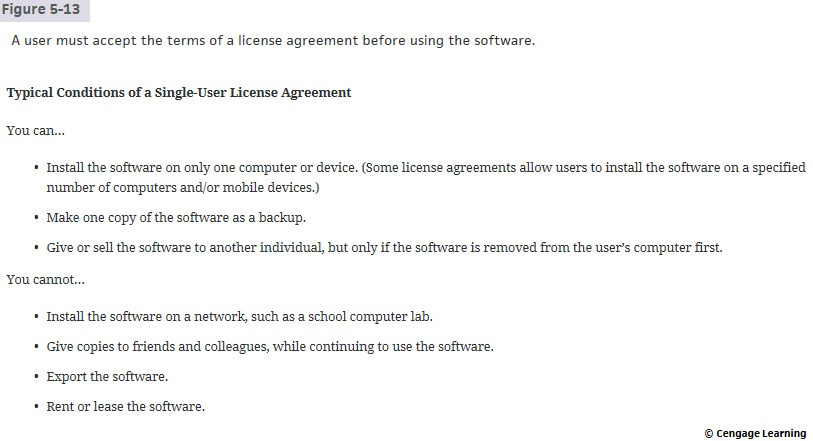 Figure 5-13
A user must accept the terms of a license agreement before using the software.
Typical Conditions of a Single-User License Agreement
You can...
• Install the software on only one computer or device. (Some license agreements allow users to install the software on a specified
number of computers and/or mobile devices.)
• Make one copy of the software as a backup.
• Give or sell the software to another individual, but only if the software is removed from the user’s computer first.
You cannot...
• Install the software on a network, such as a school computer lab.
• Give copies to friends and colleagues, while continuing to use the software.
• Export the software.
• Rent or lease the software.
© Cengage Learning